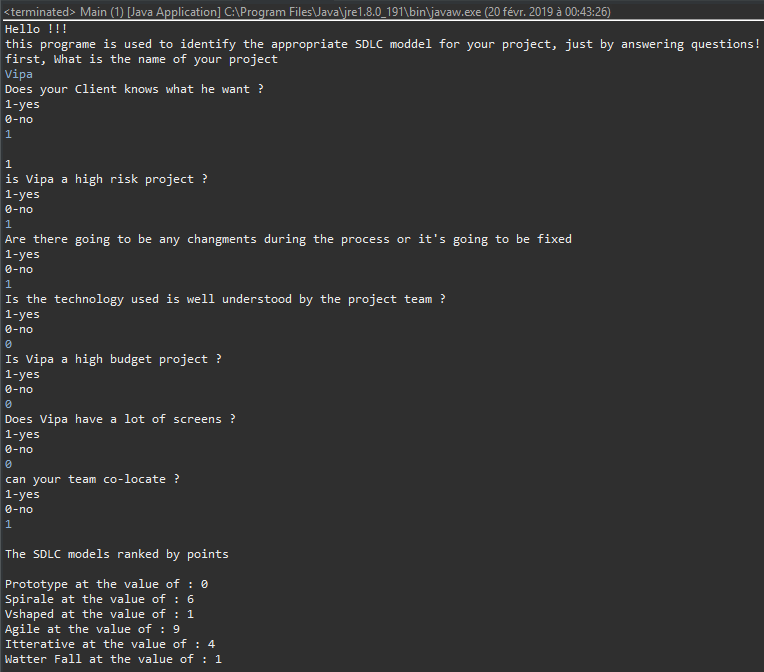 <terminated> Main (1) [Java Application] C:\Program Files\Java\jre1.8.0_191\bin\javaw.exe (20 févr. 2019 à 00:43:26)
Hello !!!
this programe is used to identify the appropriate SDLC moddel for your project, just by answering questions!
first, What is the name of your project
Vipa
Does your Client knows what he want ?
1-yes
0-no
1
1
is Vipa a high risk project ?
1-yes
0-no
1
Are there going to be any changments during the process or it's going to be fixed
1-yes
0-no
1
Is the technology used is well understood by the project team ?
1-yes
0-no
0
Is Vipa a high budget project ?
1-yes
0-no
0
Does Vipa have a lot of screens ?
1-yes
0-no
0
can your team co-locate ?
1-yes
0-no
1
The SDLC models ranked by points
Prototype at the value of : 0
Spirale at the value of : 6
Vshaped at the value of : 1
Agile at the value of : 9
Itterative at the value of : 4
Watter Fall at the value of : 1